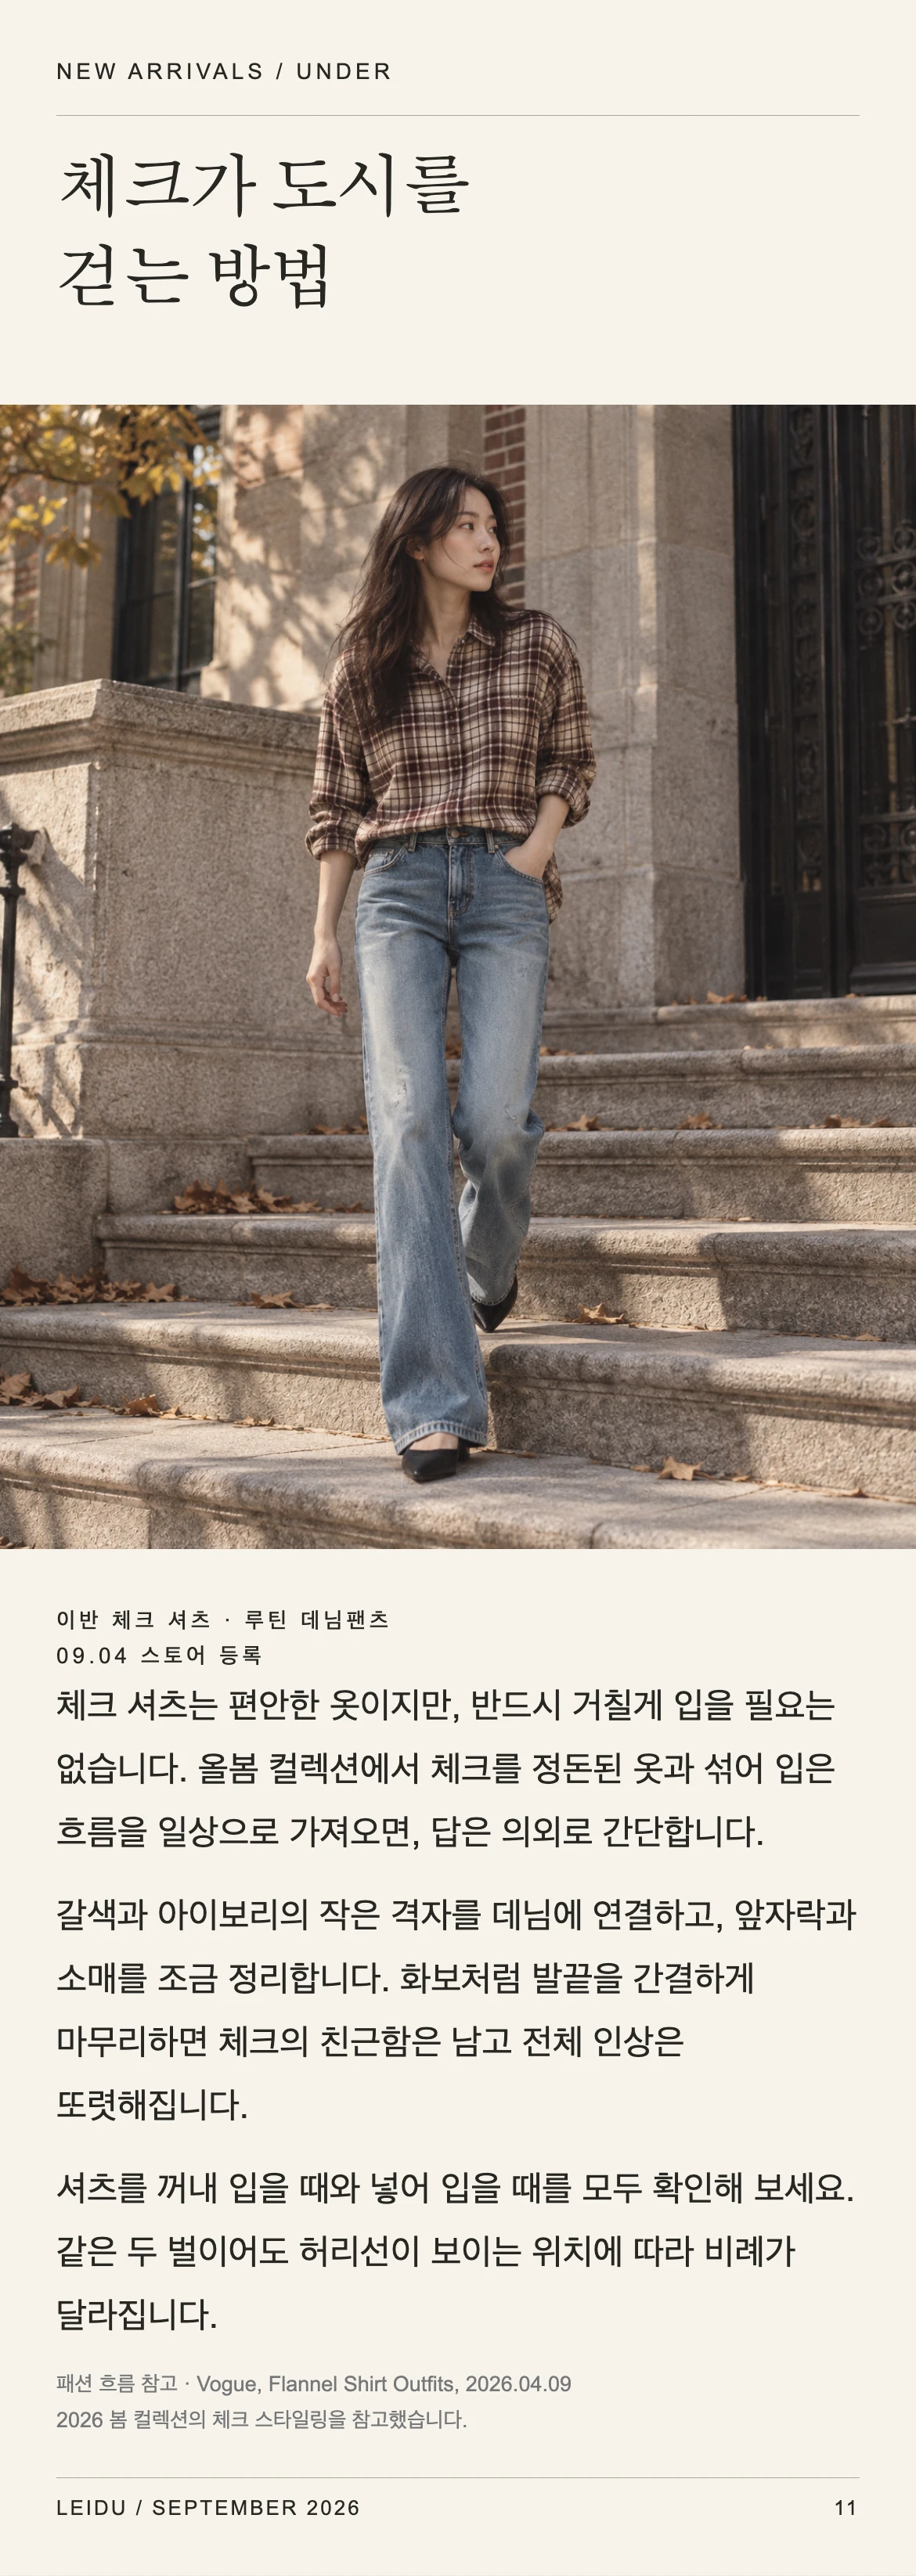 NEW ARRIVALS / UNDER
체크가 도시를
걷는 방법
이반 체크 셔츠 · 루틴 데님팬츠
09.04 스토어 등록
체크 셔츠는 편안한 옷이지만, 반드시 거칠게 입을 필요는
없습니다. 올봄 컬렉션에서 체크를 정돈된 옷과 섞어 입은
흐름을 일상으로 가져오면, 답은 의외로 간단합니다.
갈색과 아이보리의 작은 격자를 데님에 연결하고, 앞자락과
소매를 조금 정리합니다. 화보처럼 발끝을 간결하게
마무리하면 체크의 친근함은 남고 전체 인상은
또렷해집니다.
셔츠를 꺼내 입을 때와 넣어 입을 때를 모두 확인해 보세요.
같은 두 벌이어도 허리선이 보이는 위치에 따라 비례가
달라집니다.
패션 흐름 참고 · Vogue, Flannel Shirt Outfits, 2026.04.09
2026 봄 컬렉션의 체크 스타일링을 참고했습니다.
LEIDU / SEPTEMBER 2026
11